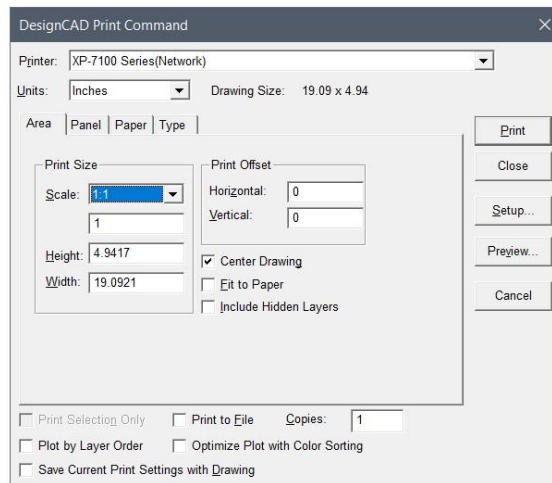 DesignCAD Print Command
Printer: XP-7100 Series(Network)
Units: Inches Drawing Size: 19.09 x 4.94
Area Panel Paper Type
Print
Print Size Print Offset
Close
Scale: 1:1 Horizontal: 0
1 Vertical: 0
Setup...
Height: 4.9417 Center Drawing
Preview...
Width: 19.0921 Fit to Paper
Include Hidden Layers
Cancel
Print Selection Only Print to File Copies: 1
Plot by Layer Order Optimize Plot with Color Sorting
Save Current Print Settings with Drawing